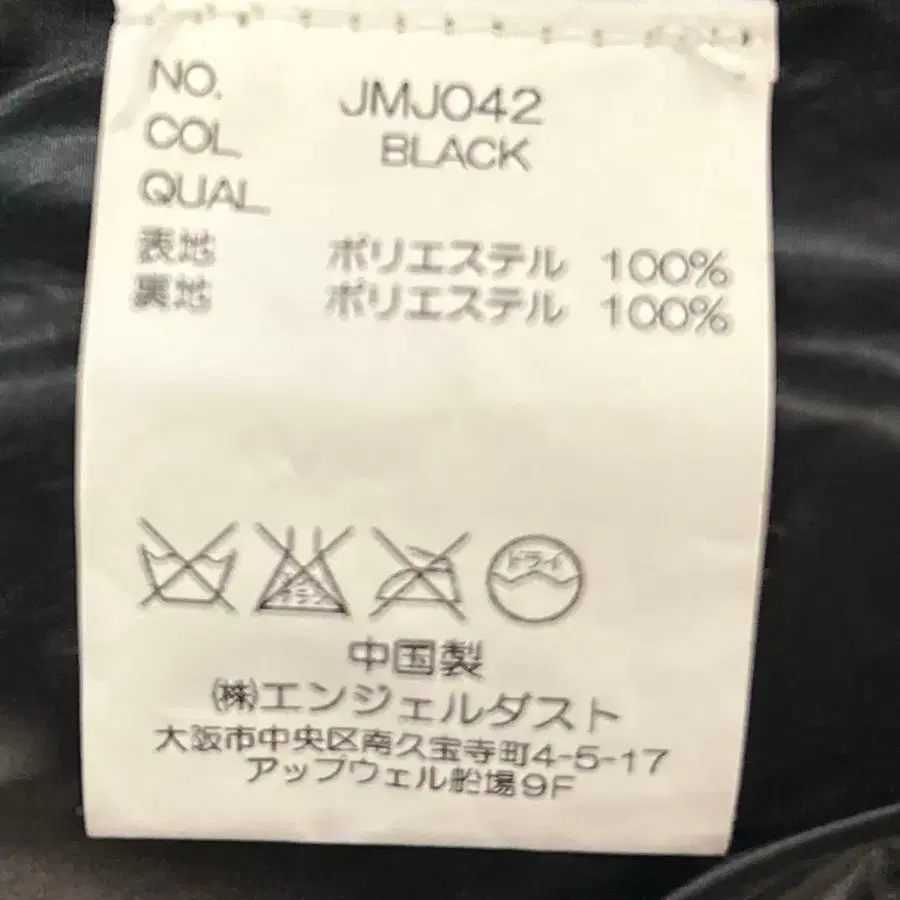 NO. JMJ042
COL BLACK
QUAL.
表地 ポリエステル 100%
裏地 ポリエステル 100%
ドライ
中国製
㈱エンジェルダスト
大阪市中央区南久宝寺町4-5-17
アップウェル船場9F